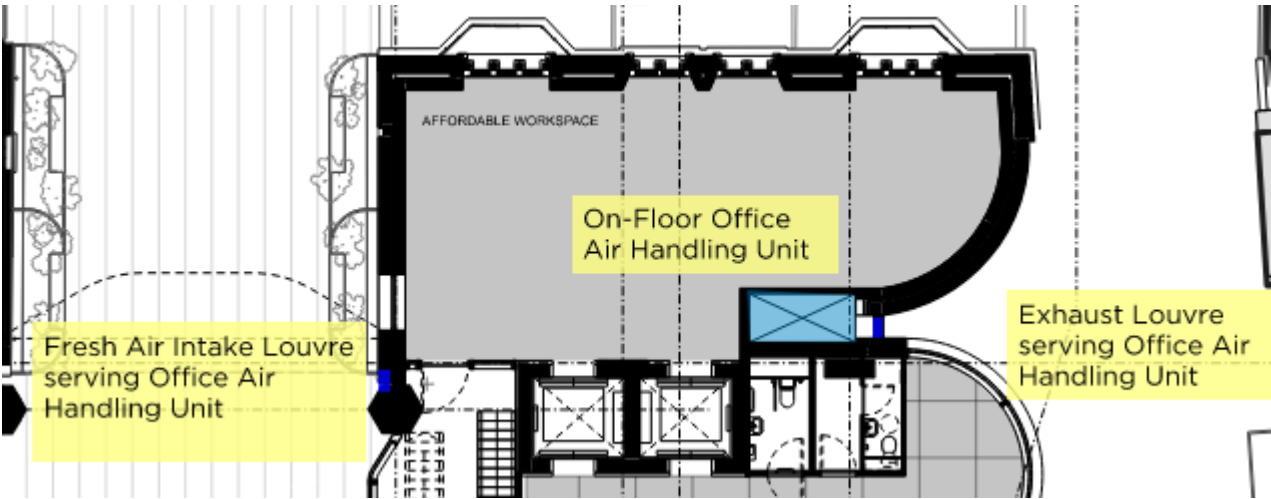 AFFORDABLE WORKSPACE
On-Floor Office
Air Handling Unit
Fresh Air Intake Louvre
serving Office Air
Handling Unit
Exhaust Louvre
serving Office Air
Handling Unit